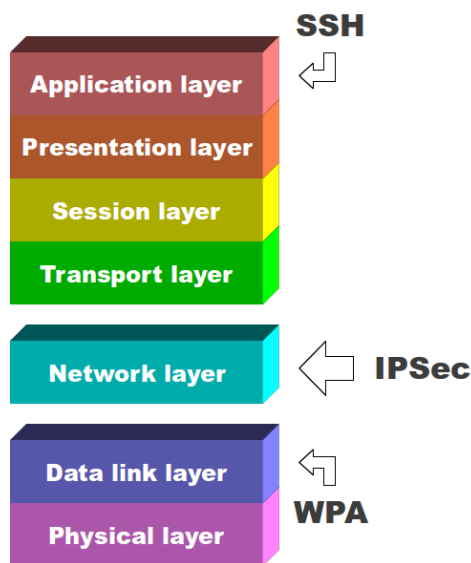 SSH
Application layer
Presentation layer
Session layer
Transport layer
Network layer
IPSec
Data link layer
WPA
Physical layer